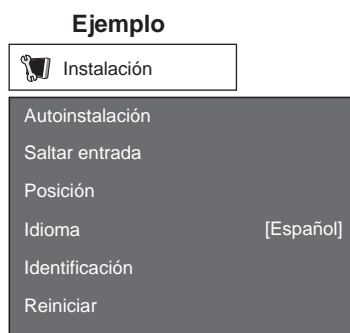 Ejemplo
Instalación
Autoinstalación
Saltar entrada
Posición
Idioma [Español]
Identificación
Reiniciar